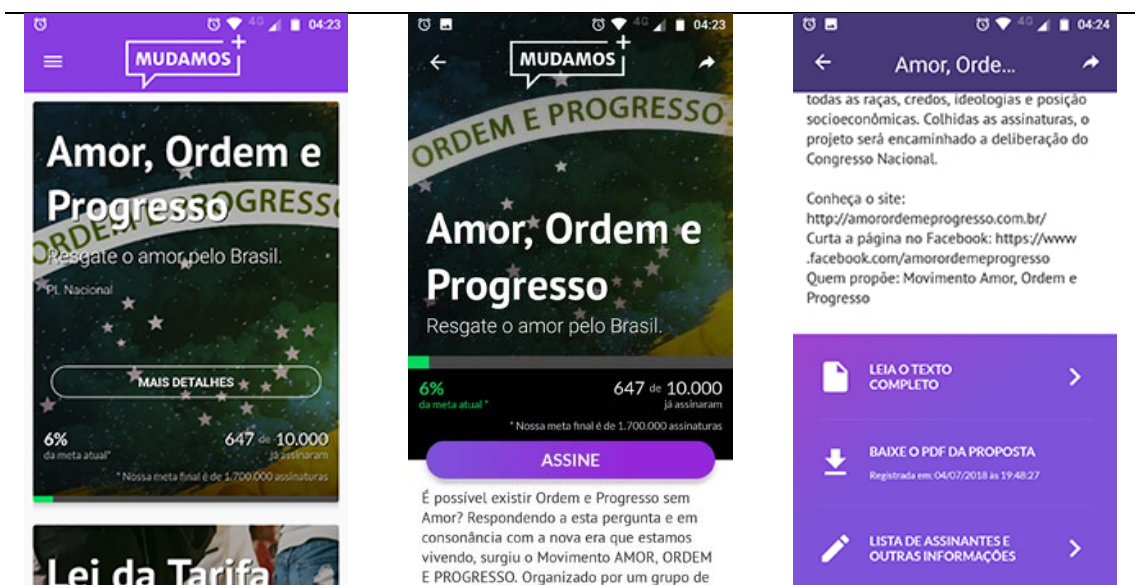 4G 04:23
MUDAMOS
Amor, Ordem e
Progresso
ORDEM E PROGRESSO
Resgate o amor pelo Brasil.
PL Nacional
MAIS DETALHES
6%
da meta atual*
647 de 10.000
já assinaram
* Nossa meta final é de 1.700.000 assinaturas
Lei da Tarifa
4G 04:23
MUDAMOS
ORDEM E PROGRESSO
Amor, Ordem e
Progresso
Resgate o amor pelo Brasil.
6%
da meta atual *
647 de 10.000
já assinaram
* Nossa meta final é de 1.700.000 assinaturas
ASSINE
É possível existir Ordem e Progresso sem
Amor? Respondendo a esta pergunta e em
consonância com a nova era que estamos
vivendo, surgiu o Movimento AMOR, ORDEM
E PROGRESSO. Organizado por um grupo de
4G 04:24
Amor, Orde...
todas as raças, credos, ideologias e posição
socioeconômicas. Colhidas as assinaturas, o
projeto será encaminhado a deliberação do
Congresso Nacional.
Conheça o site:
http://amorordemeprogresso.com.br/
Curta a página no Facebook: https://www
.facebook.com/amorordemeprogresso
Quem propõe: Movimento Amor, Ordem e
Progresso
LEIA O TEXTO
COMPLETO
BAIXE O PDF DA PROPOSTA
Registrada em: 04/07/2018 às 19:48:27
LISTA DE ASSINANTES E
OUTRAS INFORMAÇÕES